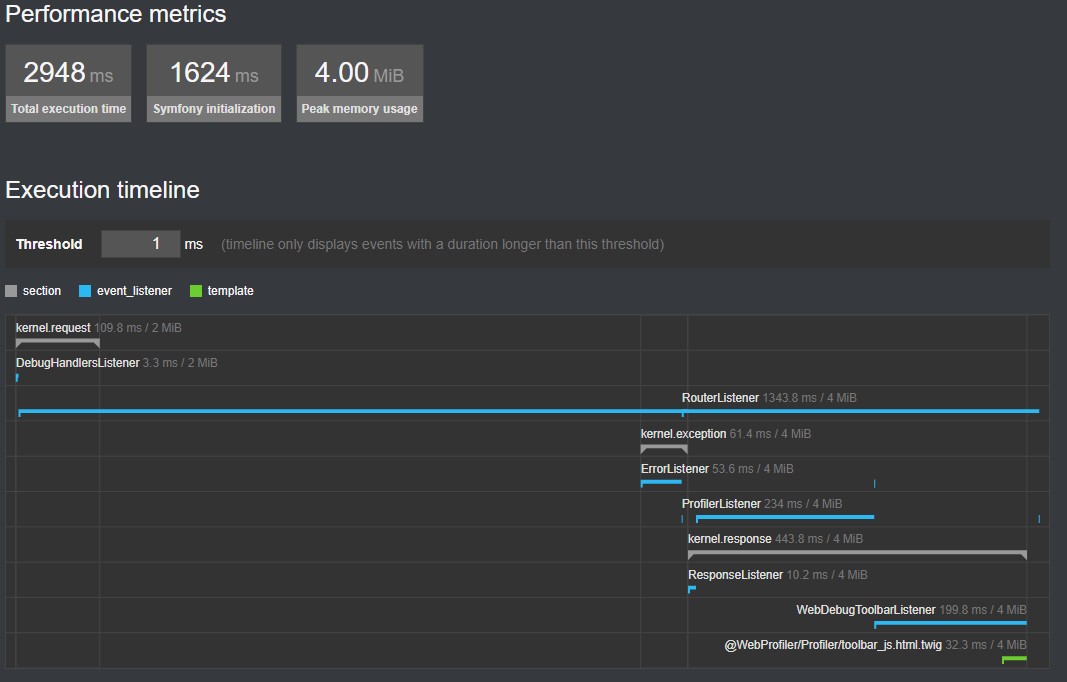 Performance metrics
2948 ms 1624 ms 4.00 MiB
Total execution time Symfony initialization Peak memory usage
Execution timeline
Threshold 1 ms (timeline only displays events with a duration longer than this threshold)
section event_listener template
kernel.request 109.8 ms / 2 MiB
DebugHandlersListener 3.3 ms / 2 MiB
RouterListener 1343.8 ms / 4 MiB
kernel.exception 61.4 ms / 4 MiB
ErrorListener 53.6 ms / 4 MiB
ProfilerListener 234 ms / 4 MiB
kernel.response 443.8 ms / 4 MiB
ResponseListener 10.2 ms / 4 MiB
WebDebugToolbarListener 199.8 ms / 4 MiB
@WebProfiler/Profiler/toolbar_js.html.twig 32.3 ms / 4 MiB